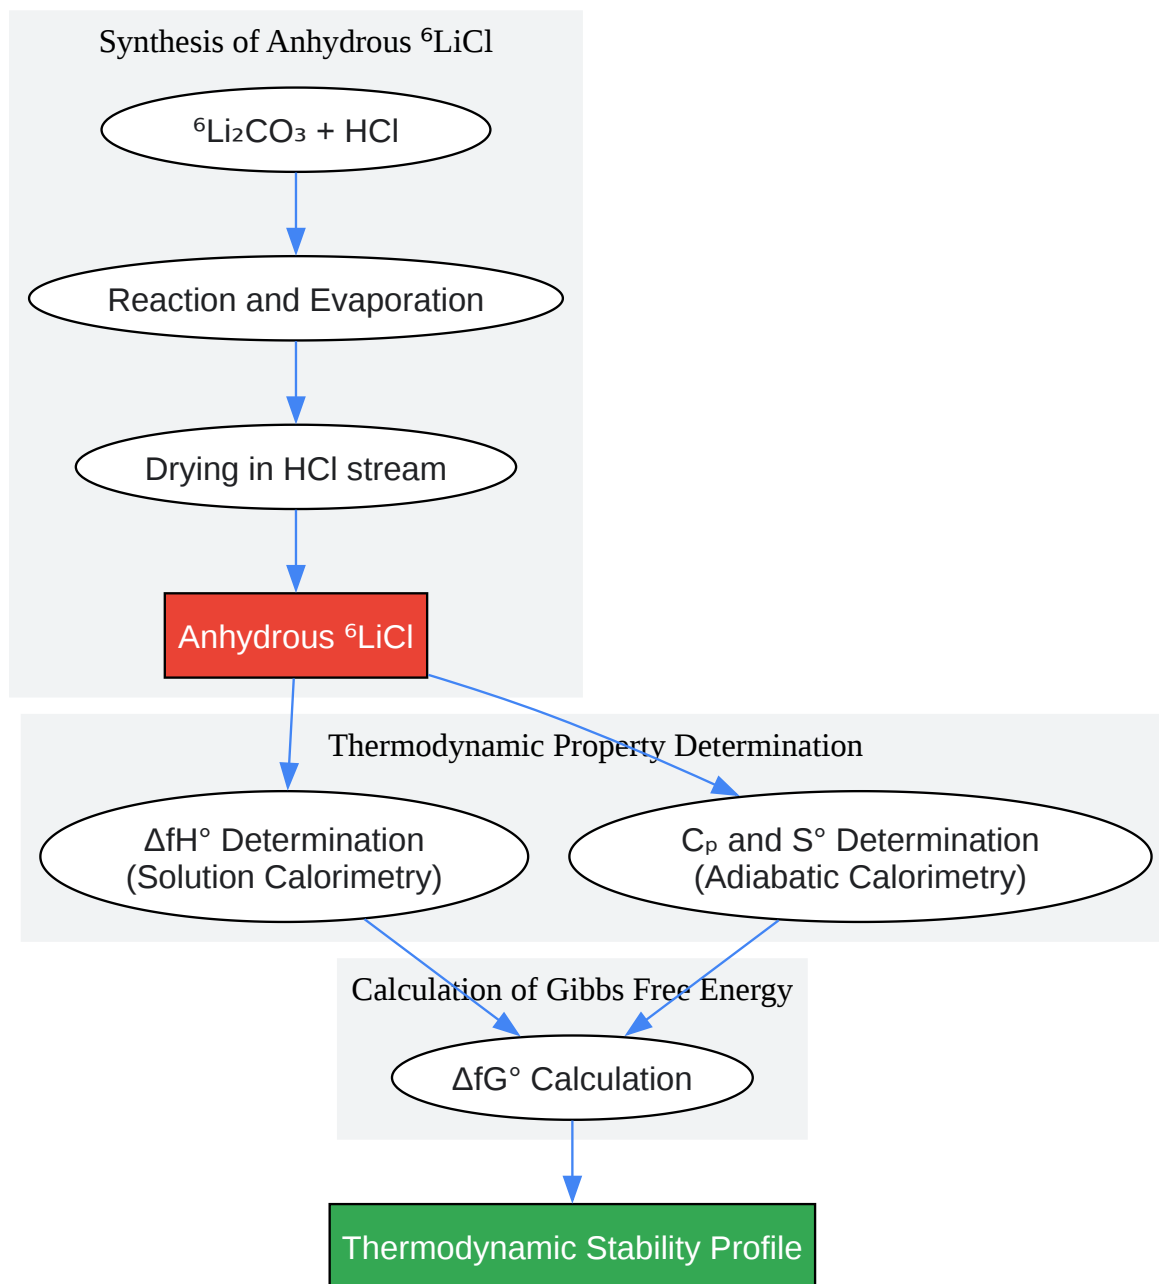 Synthesis of Anhydrous ⁶LiCl
⁶Li₂CO₃ + HCl
Reaction and Evaporation
Drying in HCl stream
Anhydrous ⁶LiCl
Thermodynamic Property Determination
ΔfH° Determination
(Solution Calorimetry)
Cₚ and S° Determination
(Adiabatic Calorimetry)
Calculation of Gibbs Free Energy
ΔfG° Calculation
Thermodynamic Stability Profile